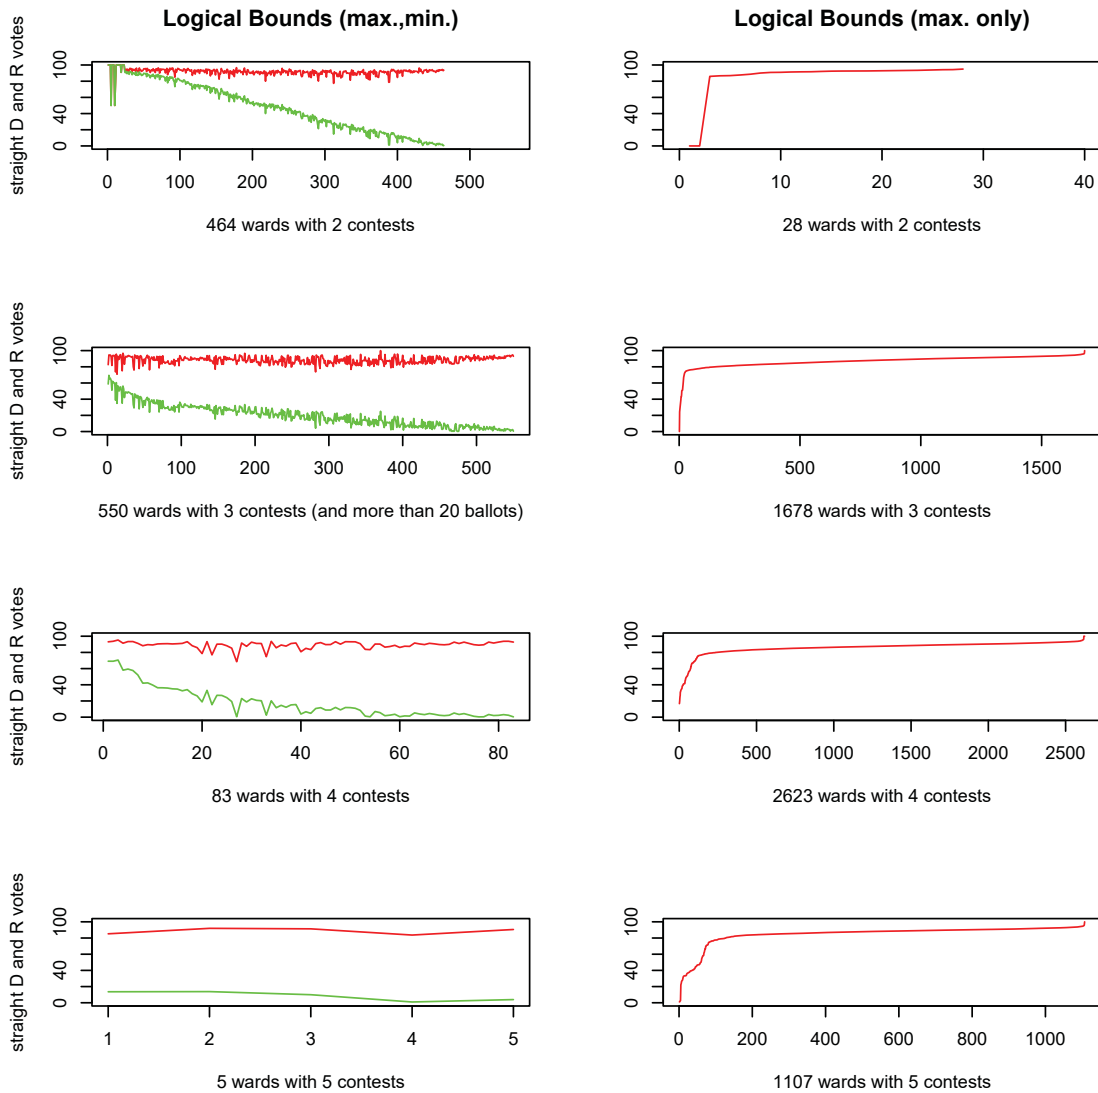 Logical Bounds (max.,min.)
Logical Bounds (max. only)
straight D and R votes
0 40 100
0 100 200 300 400 500
464 wards with 2 contests
0 40 100
0 10 20 30 40
28 wards with 2 contests
straight D and R votes
0 40 100
0 100 200 300 400 500
550 wards with 3 contests (and more than 20 ballots)
0 40 100
0 500 1000 1500
1678 wards with 3 contests
straight D and R votes
0 40 100
0 20 40 60 80
83 wards with 4 contests
0 40 100
0 500 1000 1500 2000 2500
2623 wards with 4 contests
straight D and R votes
0 40 100
1 2 3 4 5
5 wards with 5 contests
0 40 100
0 200 400 600 800 1000
1107 wards with 5 contests